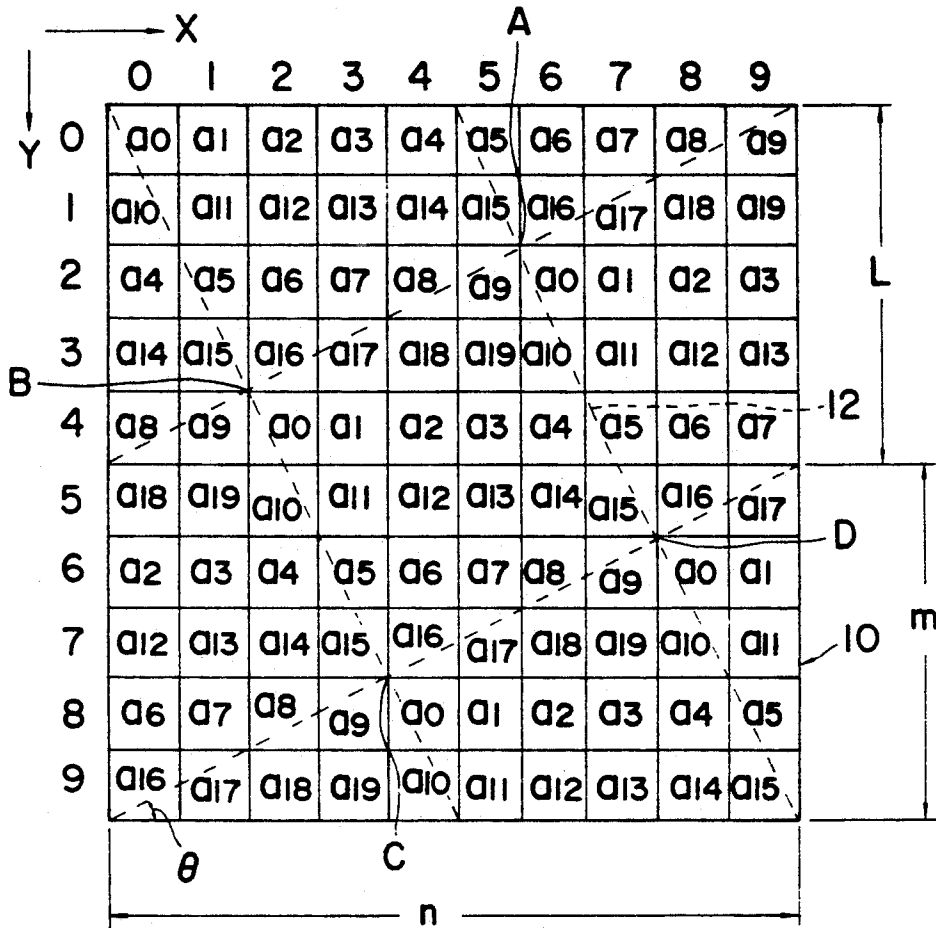 X A
0 1 2 3 4 5 6 7 8 9
Y 0 a0 a1 a2 a3 a4 a5 a6 a7 a8 a9
1 a10 a11 a12 a13 a14 a15 a16 a17 a18 a19
2 a4 a5 a6 a7 a8 a9 a0 a1 a2 a3 L
3 a14 a15 a16 a17 a18 a19 a10 a11 a12 a13
B
4 a8 a9 a0 a1 a2 a3 a4 a5 a6 a7 12
5 a18 a19 a10 a11 a12 a13 a14 a15 a16 a17
D
6 a2 a3 a4 a5 a6 a7 a8 a9 a0 a1
m
7 a12 a13 a14 a15 a16 a17 a18 a19 a10 a11 10
8 a6 a7 a8 a9 a0 a1 a2 a3 a4 a5
9 a16 a17 a18 a19 a10 a11 a12 a13 a14 a15
θ C
n